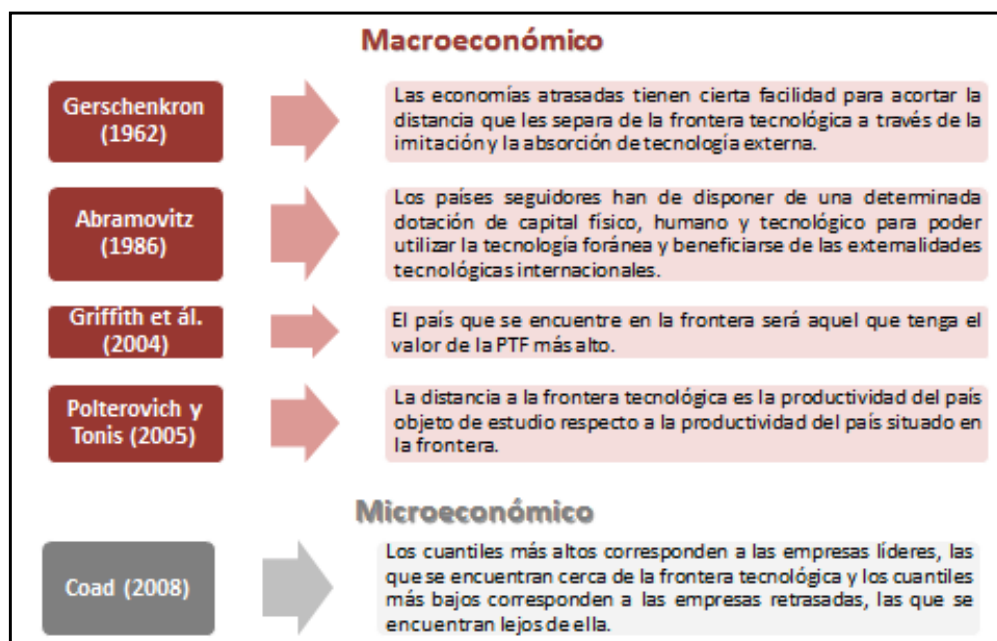 Macroeconómico
Gerschenkron
(1962)
Las economías atrasadas tienen cierta facilidad para acortar la
distancia que les separa de la frontera tecnológica a través de la
imitación y la absorción de tecnología externa.
Abramovitz
(1986)
Los países seguidores han de disponer de una determinada
dotación de capital físico, humano y tecnológico para poder
utilizar la tecnología foránea y beneficiarse de las externalidades
tecnológicas internacionales.
Griffith et ál.
(2004)
El país que se encuentre en la frontera será aquel que tenga el
valor de la PTF más alto.
Polterovich y
Tonis (2005)
La distancia a la frontera tecnológica es la productividad del país
objeto de estudio respecto a la productividad del país situado en
la frontera.
Microeconómico
Coad (2008)
Los cuantiles más altos corresponden a las empresas líderes, las
que se encuentran cerca de la frontera tecnológica y los cuantiles
más bajos corresponden a las empresas retrasadas, las que se
encuentran lejos de ella.